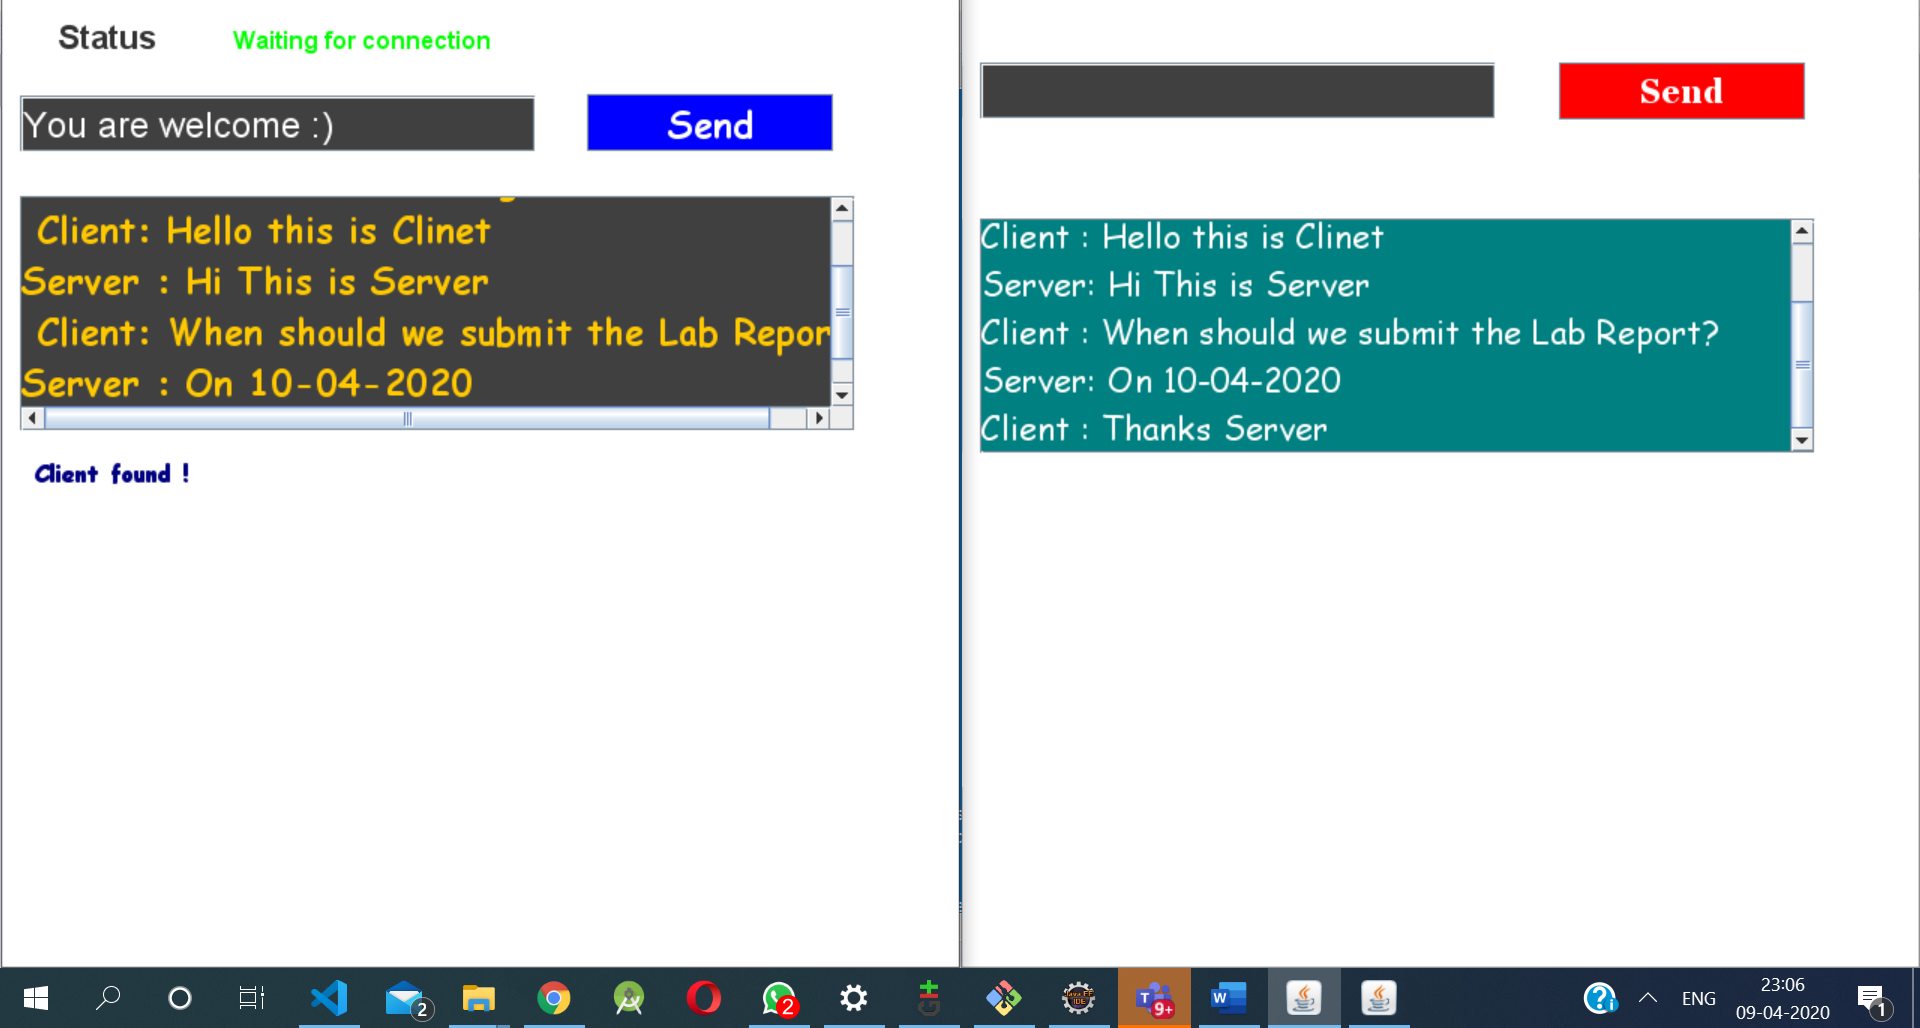 Status
Waiting for connection
You are welcome :)
Send
Client: Hello this is Clinet
Server : Hi This is Server
Client: When should we submit the Lab Repor
Server : On 10-04-2020
Client found !
Send
Client : Hello this is Clinet
Server: Hi This is Server
Client : When should we submit the Lab Report?
Server: On 10-04-2020
Client : Thanks Server
2
2
Java EE
IDE
T
9+
W
?
i
ENG
23:06
09-04-2020
1